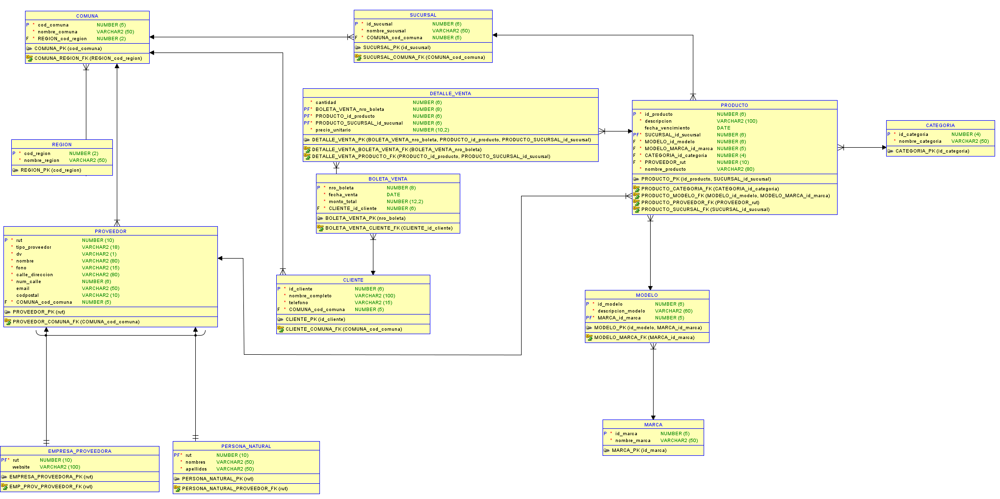 COMUNA
P * cod_comuna NUMBER (5)
* nombre_comuna VARCHAR2 (50)
F * REGION_cod_region NUMBER (2)
COMUNA_PK (cod_comuna)
COMUNA_REGION_FK (REGION_cod_region)
SUCURSAL
P * id_sucursal NUMBER (6)
* nombre_sucursal VARCHAR2 (50)
F * COMUNA_cod_comuna NUMBER (5)
SUCURSAL_PK (id_sucursal)
SUCURSAL_COMUNA_FK (COMUNA_cod_comuna)
DETALLE_VENTA
* cantidad NUMBER (6)
PF* BOLETA_VENTA_nro_boleta NUMBER (8)
PF* PRODUCTO_id_producto NUMBER (6)
PF* PRODUCTO_SUCURSAL_id_sucursal NUMBER (6)
* precio_unitario NUMBER (10,2)
DETALLE_VENTA_PK (BOLETA_VENTA_nro_boleta, PRODUCTO_id_producto, PRODUCTO_SUCURSAL_id_sucursal)
DETALLE_VENTA_BOLETA_VENTA_FK (BOLETA_VENTA_nro_boleta)
DETALLE_VENTA_PRODUCTO_FK (PRODUCTO_id_producto, PRODUCTO_SUCURSAL_id_sucursal)
PRODUCTO
P * id_producto NUMBER (6)
* descripcion VARCHAR2 (100)
fecha_vencimiento DATE
PF* SUCURSAL_id_sucursal NUMBER (6)
F * MODELO_id_modelo NUMBER (6)
F * MODELO_MARCA_id_marca NUMBER (5)
F * CATEGORIA_id_categoria NUMBER (4)
F * PROVEEDOR_rut NUMBER (10)
* nombre_producto VARCHAR2 (80)
PRODUCTO_PK (id_producto, SUCURSAL_id_sucursal)
PRODUCTO_CATEGORIA_FK (CATEGORIA_id_categoria)
PRODUCTO_MODELO_FK (MODELO_id_modelo, MODELO_MARCA_id_marca)
PRODUCTO_PROVEEDOR_FK (PROVEEDOR_rut)
PRODUCTO_SUCURSAL_FK (SUCURSAL_id_sucursal)
CATEGORIA
P * id_categoria NUMBER (4)
* nombre_categoria VARCHAR2 (50)
CATEGORIA_PK (id_categoria)
REGION
P * cod_region NUMBER (2)
* nombre_region VARCHAR2 (50)
REGION_PK (cod_region)
BOLETA_VENTA
P * nro_boleta NUMBER (8)
* fecha_venta DATE
* monto_total NUMBER (12,2)
F * CLIENTE_id_cliente NUMBER (6)
BOLETA_VENTA_PK (nro_boleta)
BOLETA_VENTA_CLIENTE_FK (CLIENTE_id_cliente)
PROVEEDOR
P * rut NUMBER (10)
* tipo_proveedor VARCHAR2 (18)
* dv VARCHAR2 (1)
* nombre VARCHAR2 (80)
* fono VARCHAR2 (15)
* calle_direccion VARCHAR2 (80)
* num_calle NUMBER (6)
email VARCHAR2 (50)
codpostal VARCHAR2 (10)
F * COMUNA_cod_comuna NUMBER (5)
PROVEEDOR_PK (rut)
PROVEEDOR_COMUNA_FK (COMUNA_cod_comuna)
CLIENTE
P * id_cliente NUMBER (6)
* nombre_completo VARCHAR2 (100)
* telefono VARCHAR2 (15)
F * COMUNA_cod_comuna NUMBER (5)
CLIENTE_PK (id_cliente)
CLIENTE_COMUNA_FK (COMUNA_cod_comuna)
MODELO
P * id_modelo NUMBER (6)
* descripcion_modelo VARCHAR2 (60)
PF* MARCA_id_marca NUMBER (5)
MODELO_PK (id_modelo, MARCA_id_marca)
MODELO_MARCA_FK (MARCA_id_marca)
MARCA
P * id_marca NUMBER (5)
* nombre_marca VARCHAR2 (50)
MARCA_PK (id_marca)
EMPRESA_PROVEEDORA
PF* rut NUMBER (10)
website VARCHAR2 (100)
EMPRESA_PROVEEDORA_PK (rut)
EMP_PROV_PROVEEDOR_FK (rut)
PERSONA_NATURAL
PF* rut NUMBER (10)
* nombres VARCHAR2 (50)
* apellidos VARCHAR2 (50)
PERSONA_NATURAL_PK (rut)
PERSONA_NATURAL_PROVEEDOR_FK (rut)